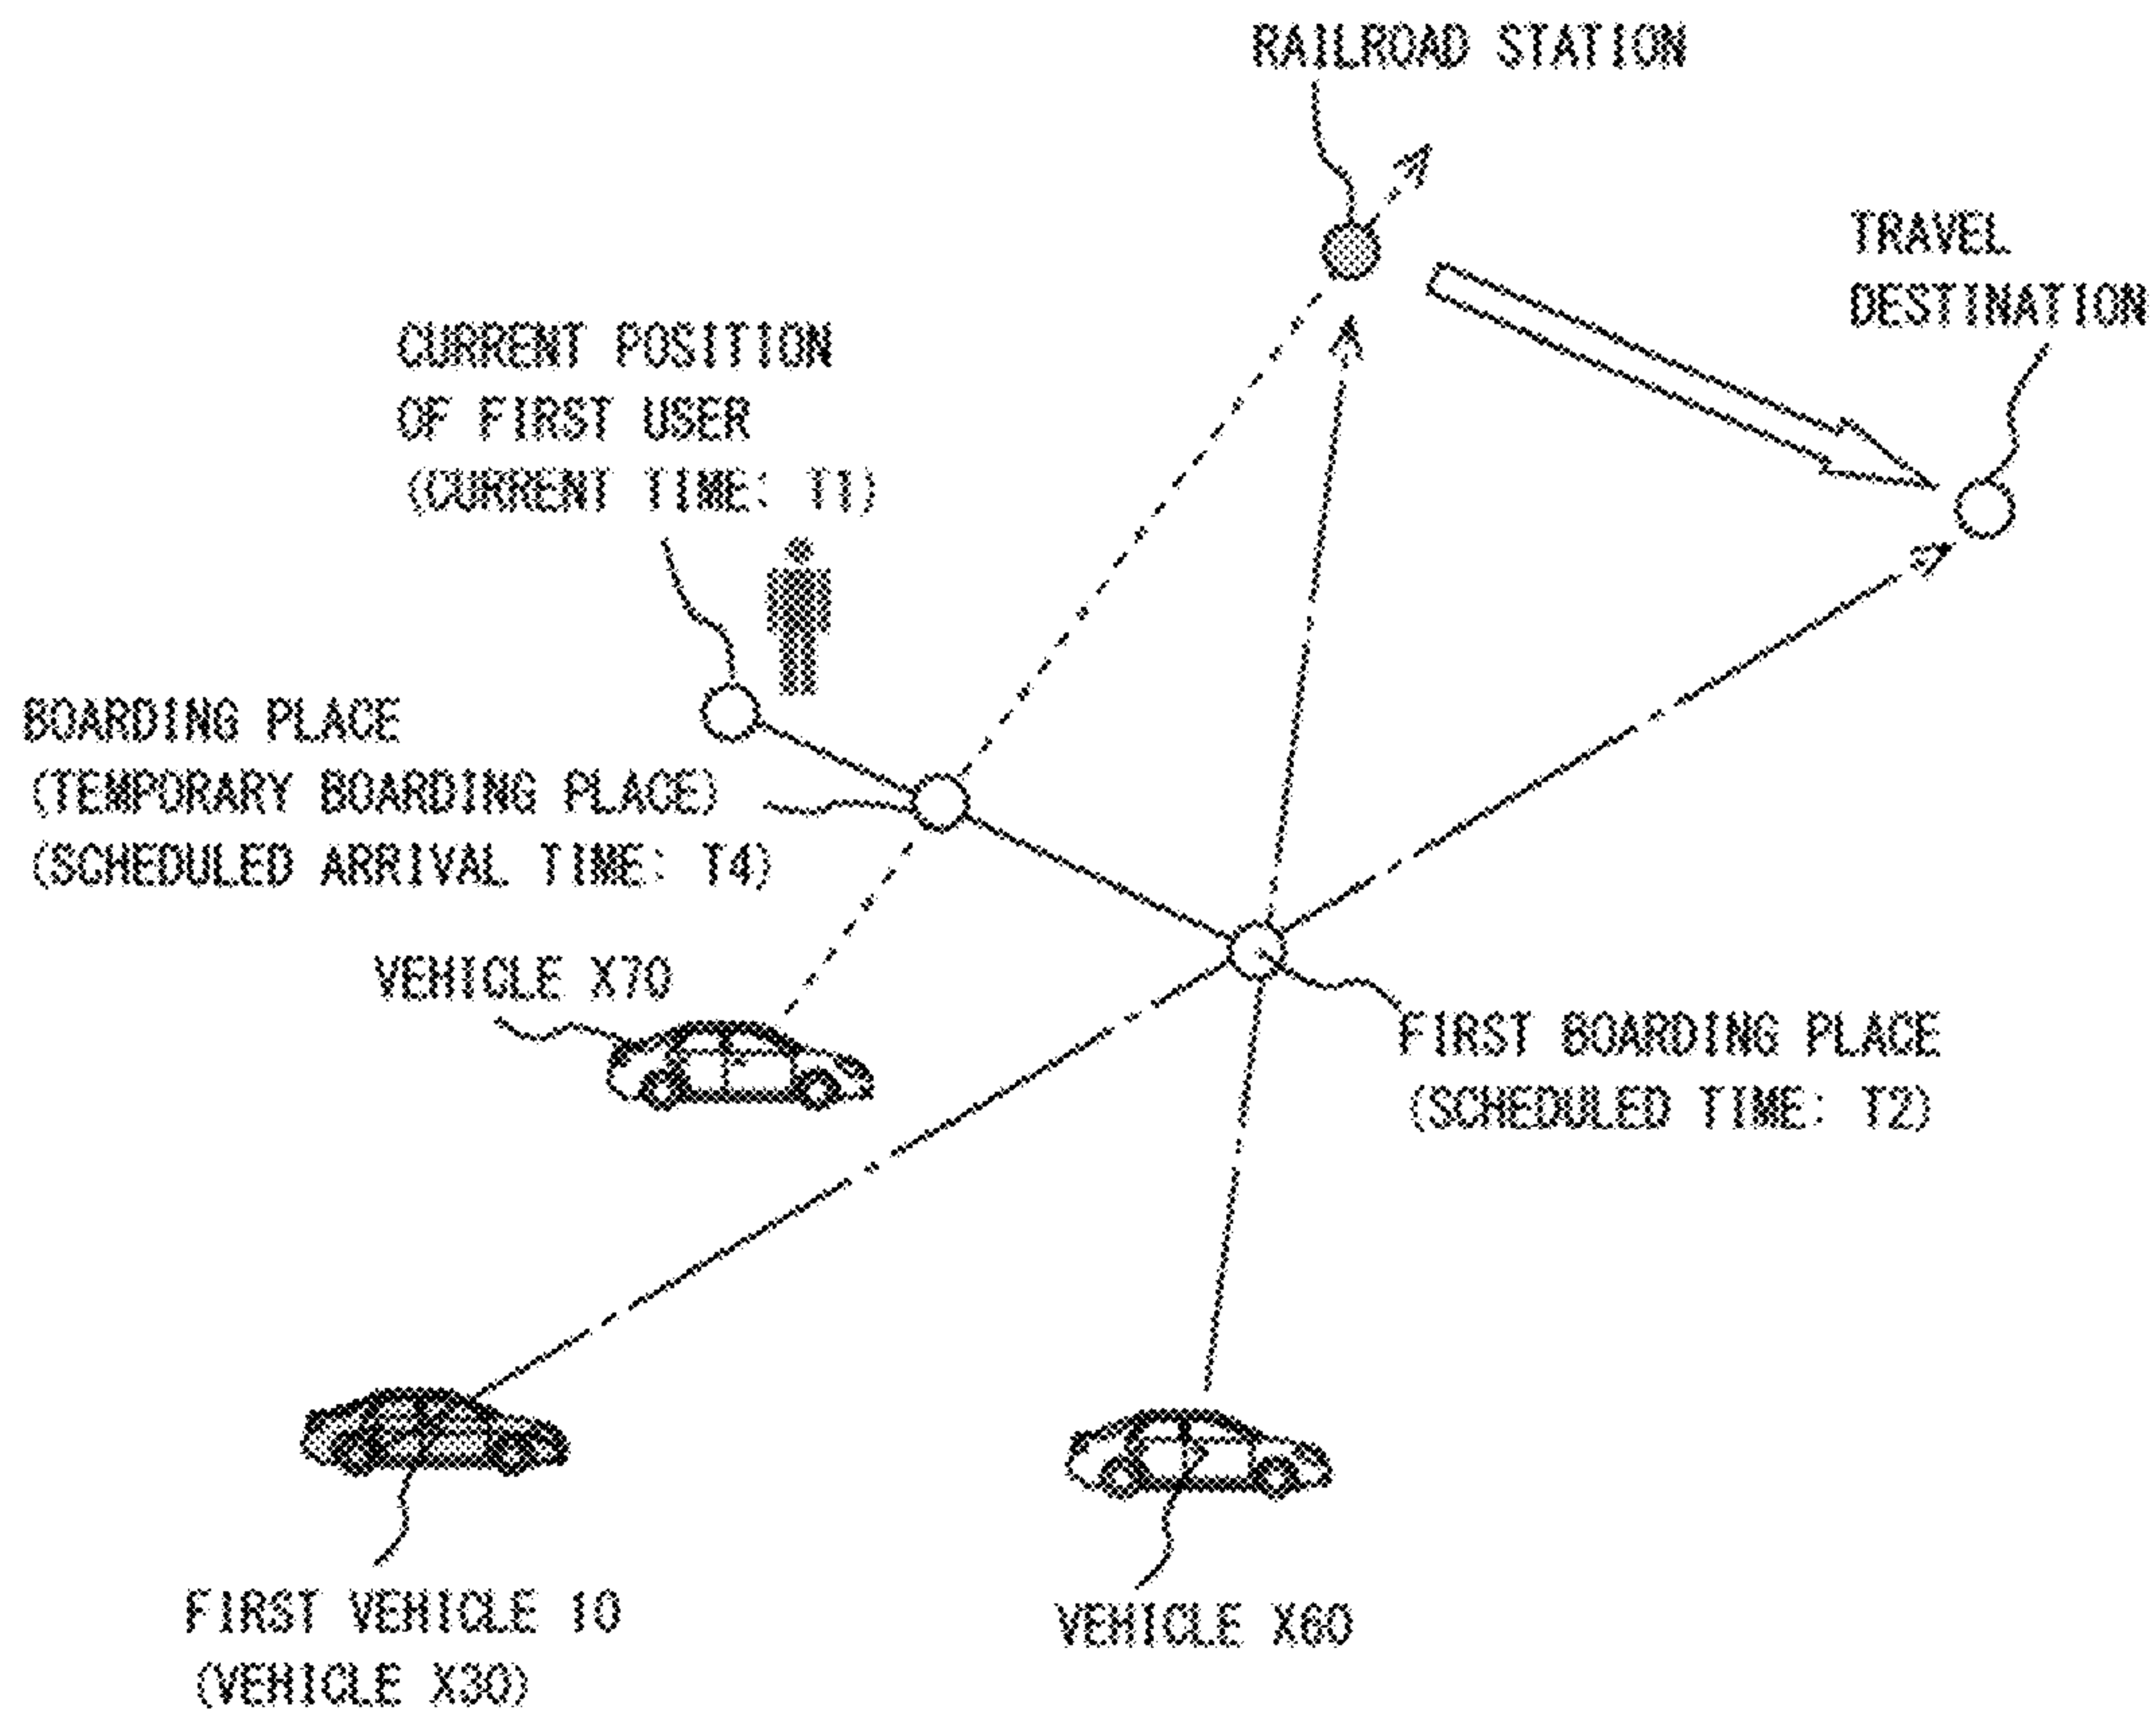 RAILROAD STATION
TRAVEL
DESTINATION
CURRENT POSITION
OF FIRST USER
(CURRENT TIME: T1)
BOARDING PLACE
(TEMPORARY BOARDING PLACE)
(SCHEDULED ARRIVAL TIME: T4)
VEHICLE X70
FIRST BOARDING PLACE
(SCHEDULED TIME: T2)
FIRST VEHICLE 10
(VEHICLE X30)
VEHICLE X60